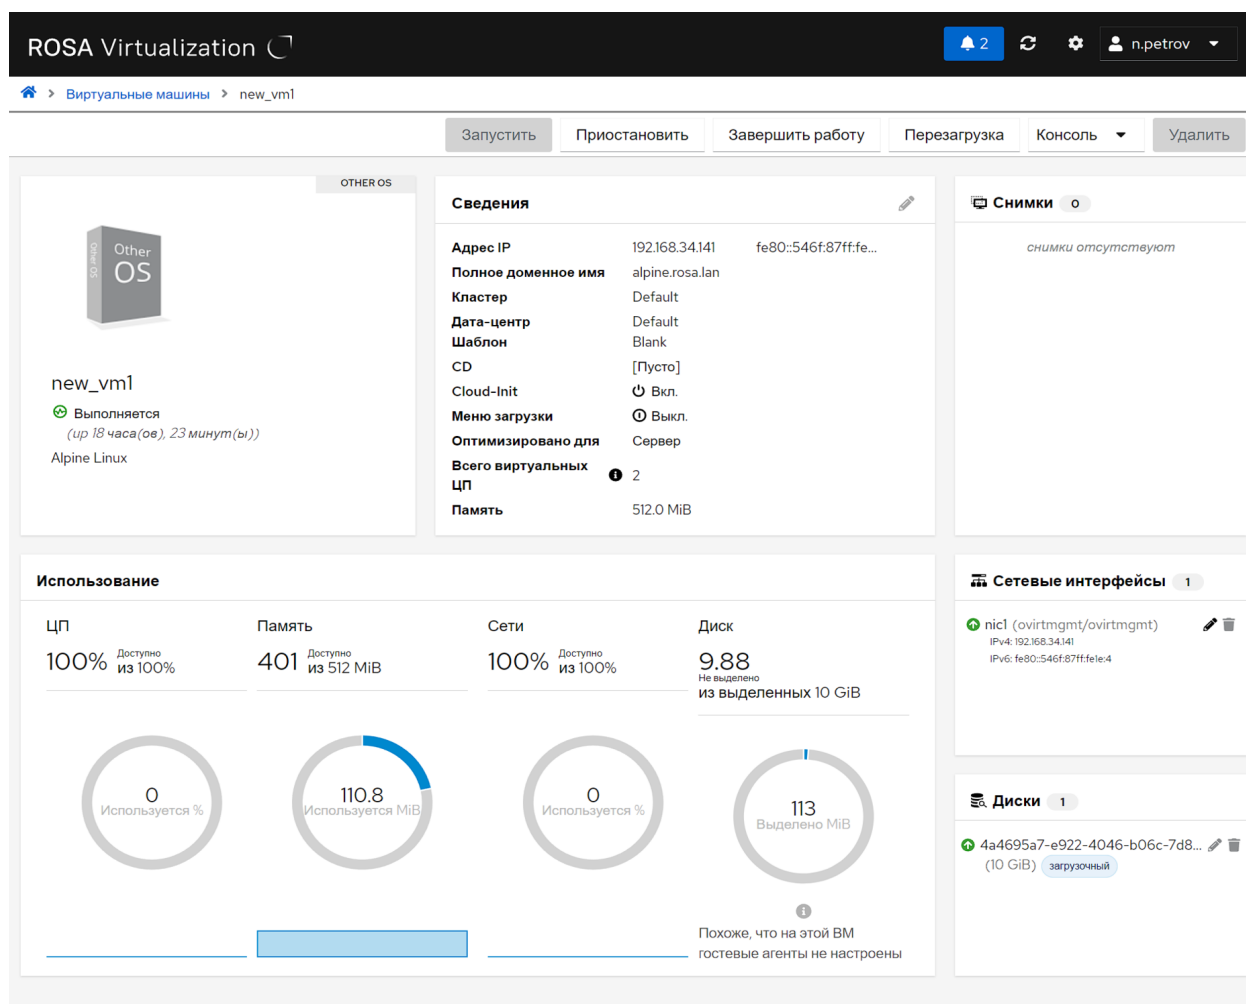 ROSA Virtualization
2
n.petrov
Виртуальные машины > new_vm1
Запустить
Приостановить
Завершить работу
Перезагрузка
Консоль
Удалить
OTHER OS
Other OS
Other
OS
new_vm1
Выполняется
(up 18 часа(ов), 23 минут(ы))
Alpine Linux
Сведения
Адрес IP 192.168.34.141 fe80::546f:87ff:fe...
Полное доменное имя alpine.rosa.lan
Кластер Default
Дата-центр Default
Шаблон Blank
CD [Пусто]
Cloud-Init Вкл.
Меню загрузки Выкл.
Оптимизировано для Сервер
Всего виртуальных
ЦП 2
Память 512.0 MiB
Снимки 0
снимки отсутствуют
Использование
ЦП
100% Доступно
из 100%
0
Используется %
Память
401 Доступно
из 512 MiB
110.8
Используется MiB
Сети
100% Доступно
из 100%
0
Используется %
Диск
9.88
Не выделено
из выделенных 10 GiB
113
Выделено MiB
Похоже, что на этой ВМ
гостевые агенты не настроены
Сетевые интерфейсы 1
nic1 (ovirtmgmt/ovirtmgmt)
IPv4: 192.168.34.141
IPv6: fe80::546f:87ff:fe1e:4
Диски 1
4a4695a7-e922-4046-b06c-7d8...
(10 GiB) загрузочный